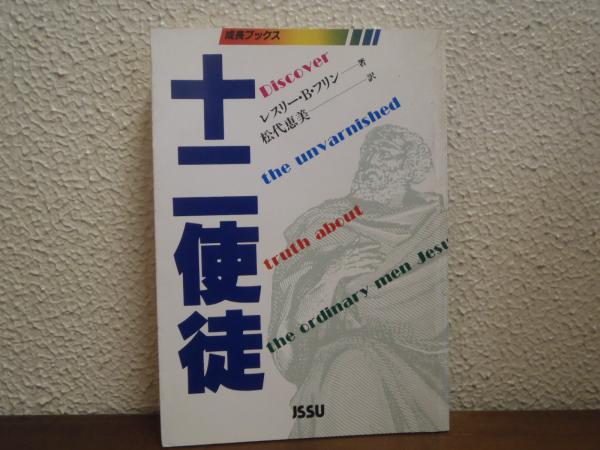 成長ブックス
十二使徒
Discover
レスリー・B・フリン――著
松代恵美――訳
the unvarnished
truth about
the ordinary men Jesu
JSSU